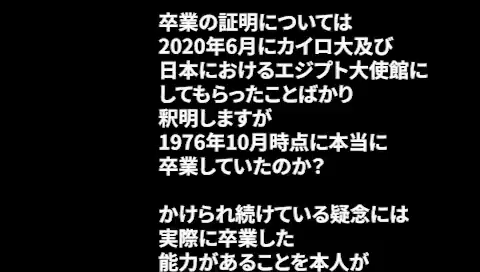 卒業の証明については
2020年6月にカイロ大及び
日本におけるエジプト大使館に
してもらったことばかり
釈明しますが
1976年10月時点に本当に
卒業していたのか?
かけられ続けている疑念には
実際に卒業した
能力があることを本人が